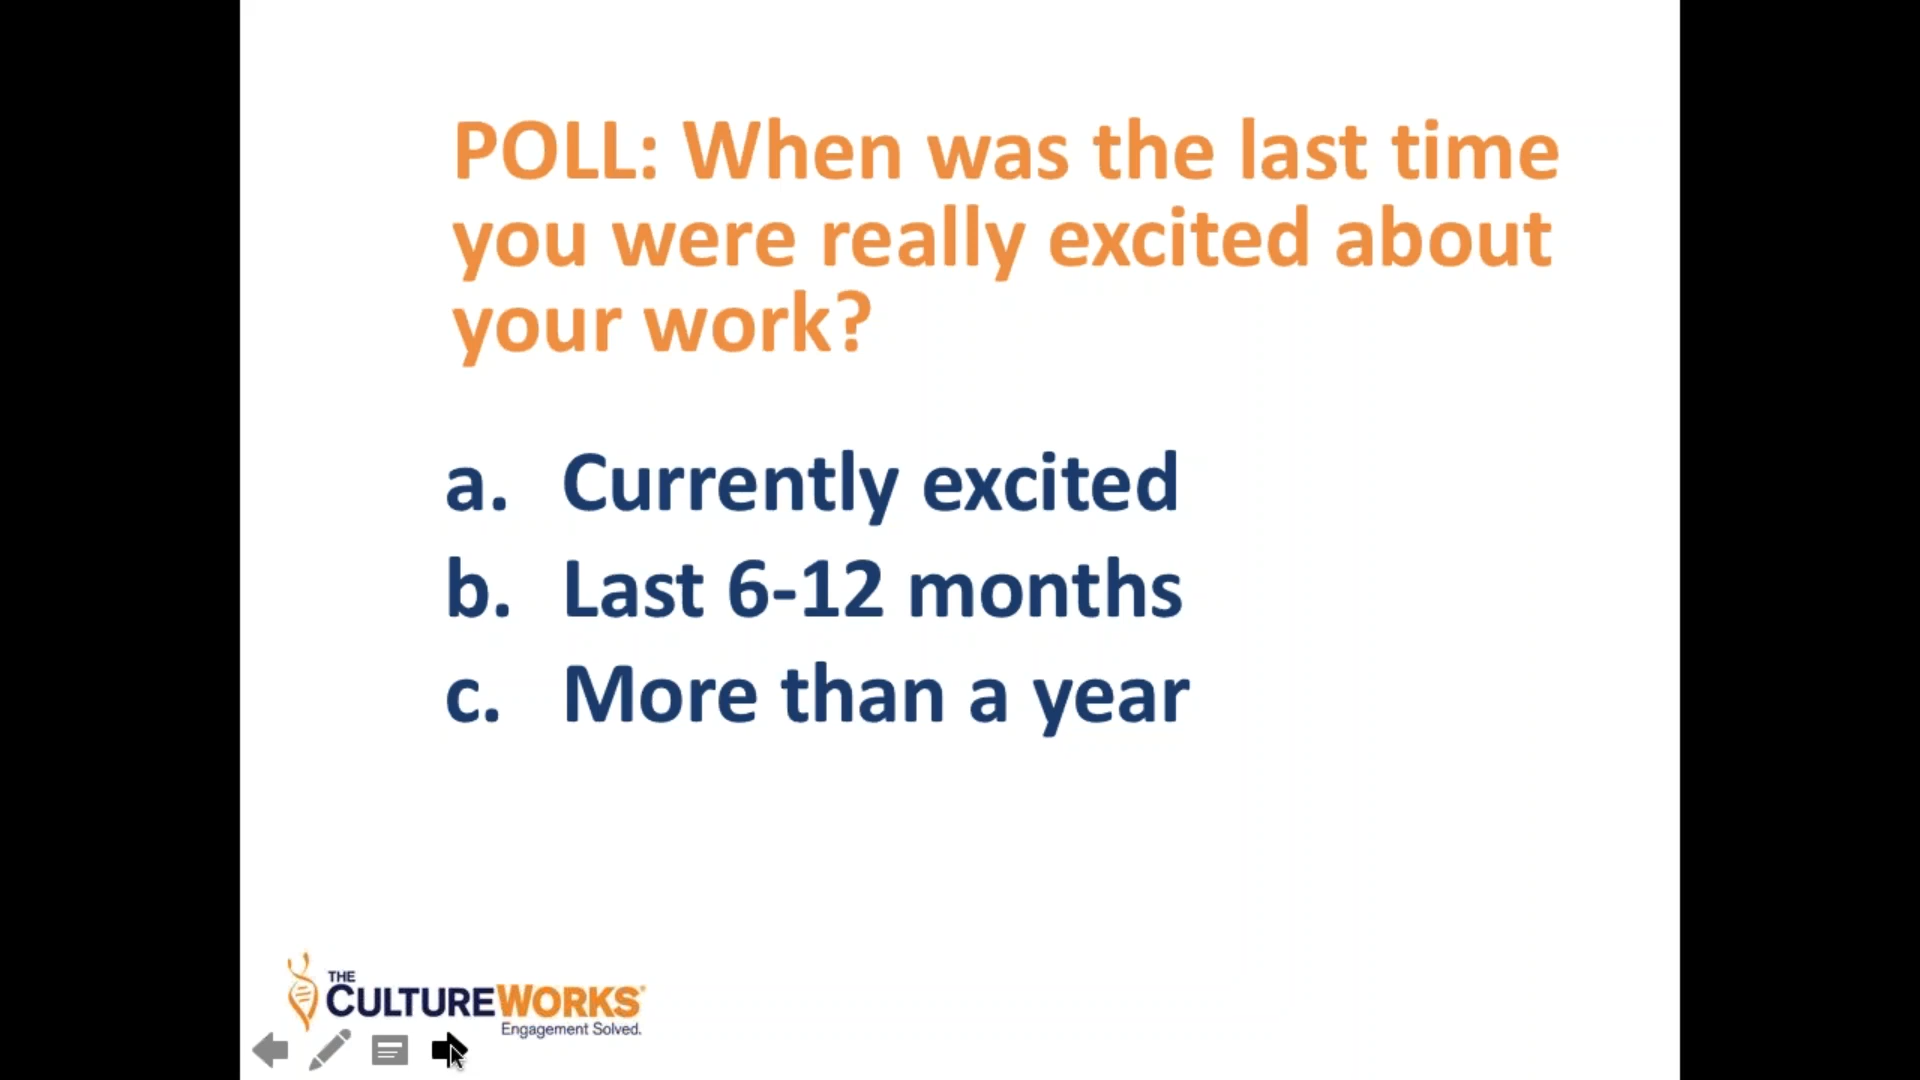 POLL: When was the last time
you were really excited about
your work?
a. Currently excited
b. Last 6-12 months
c. More than a year
THE
CULTUREWORKS
Engagement Solved.